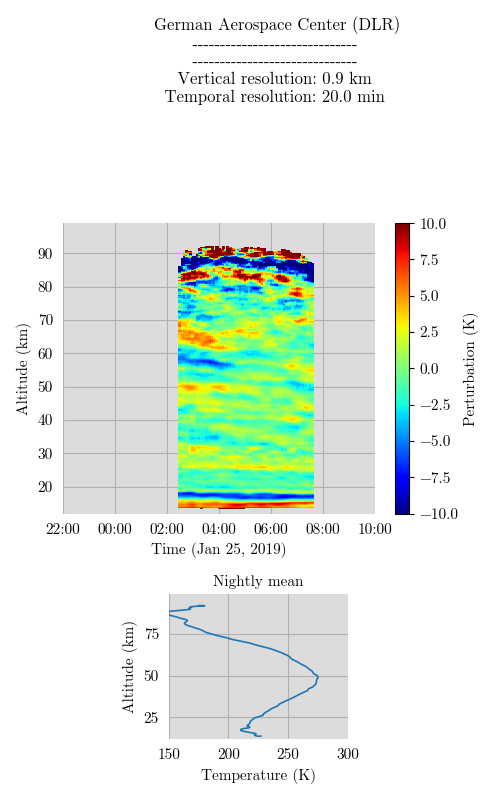 German Aerospace Center (DLR)
------------------------------
------------------------------
Vertical resolution: 0.9 km
Temporal resolution: 20.0 min
90
80
70
60
50
40
30
20
Altitude (km)
22:00 00:00 02:00 04:00 06:00 08:00 10:00
Time (Jan 25, 2019)
10.0
7.5
5.0
2.5
0.0
−2.5
−5.0
−7.5
−10.0
Perturbation (K)
Nightly mean
75
50
25
Altitude (km)
150 200 250 300
Temperature (K)